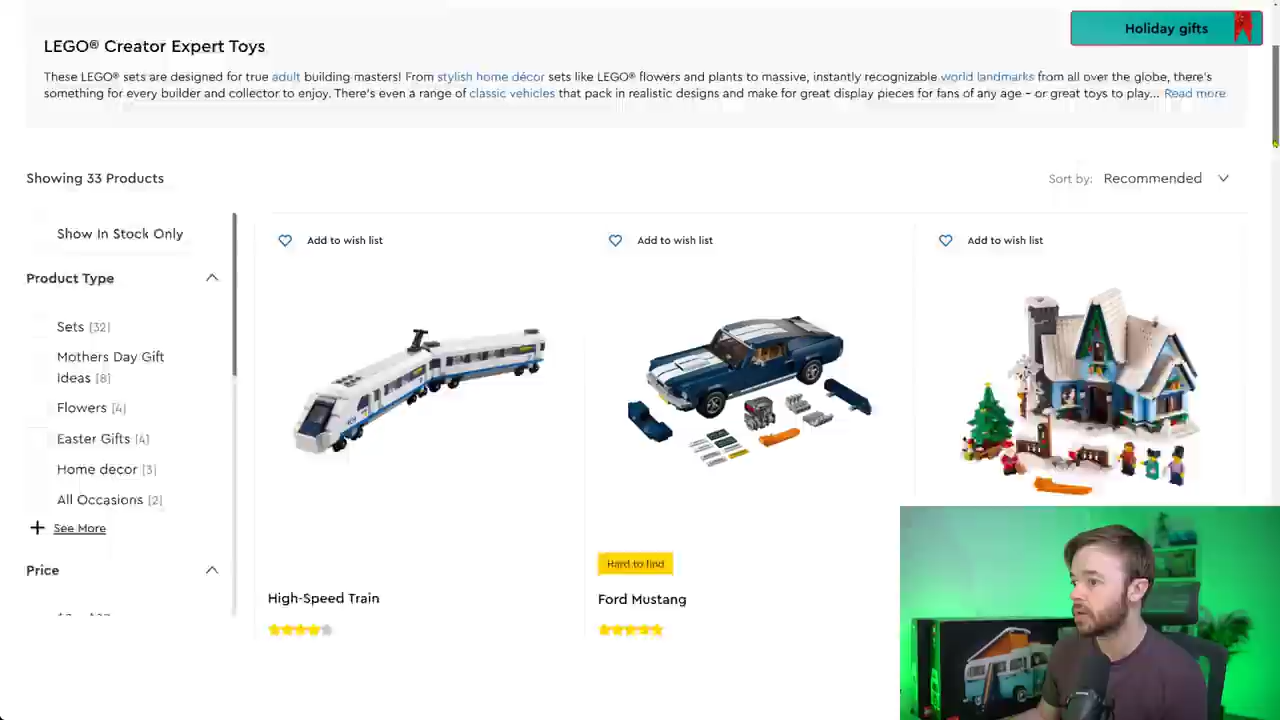 Holiday gifts
LEGO® Creator Expert Toys
These LEGO® sets are designed for true adult building masters! From stylish home décor sets like LEGO® flowers and plants to massive, instantly recognizable world landmarks from all over the globe, there's
something for every builder and collector to enjoy. There's even a range of classic vehicles that pack in realistic designs and make for great display pieces for fans of any age – or great toys to play... Read more
Showing 33 Products
Sort by: Recommended
Show In Stock Only
Product Type
Sets [32]
Mothers Day Gift
Ideas [8]
Flowers [4]
Easter Gifts [4]
Home decor [3]
All Occasions [2]
See More
Price
Add to wish list
Add to wish list
Add to wish list
Hard to find
High-Speed Train
Ford Mustang